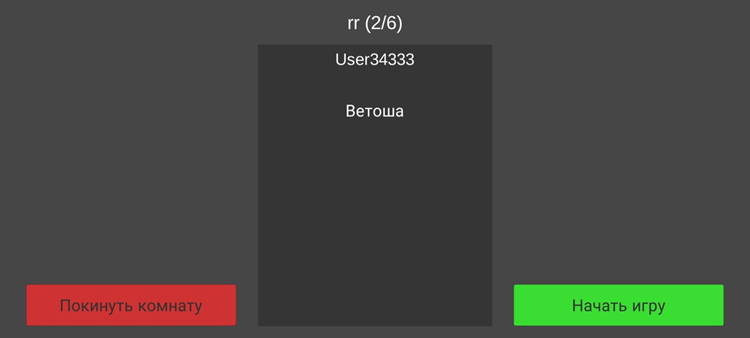 rr (2/6)
User34333
Ветоша
Покинуть комнату
Начать игру